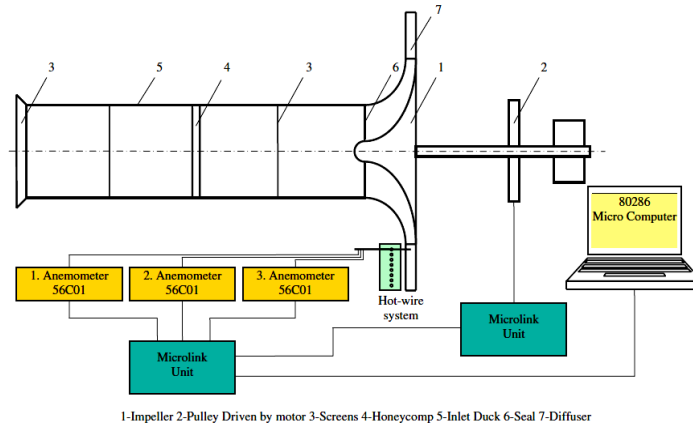 7
3
5
4
3
6
1
2
80286
Micro Computer
1. Anemometer
56C01
2. Anemometer
56C01
3. Anemometer
56C01
Hot-wire
system
Microlink
Unit
Microlink
Unit
1-Impeller 2-Pulley Driven by motor 3-Screens 4-Honeycomp 5-Inlet Duck 6-Seal 7-Diffuser